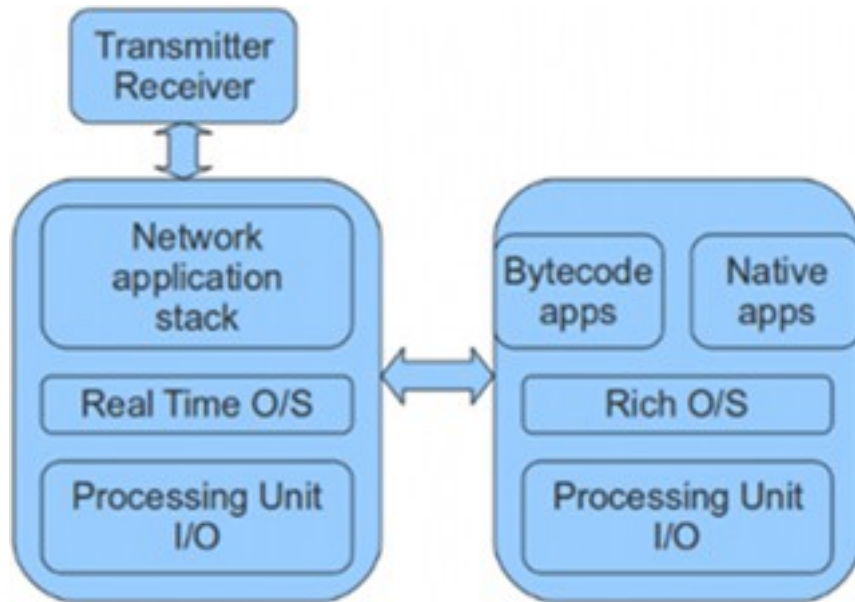 Transmitter
Receiver
Network
application
stack
Real Time O/S
Processing Unit
I/O
Bytecode
apps
Native
apps
Rich O/S
Processing Unit
I/O